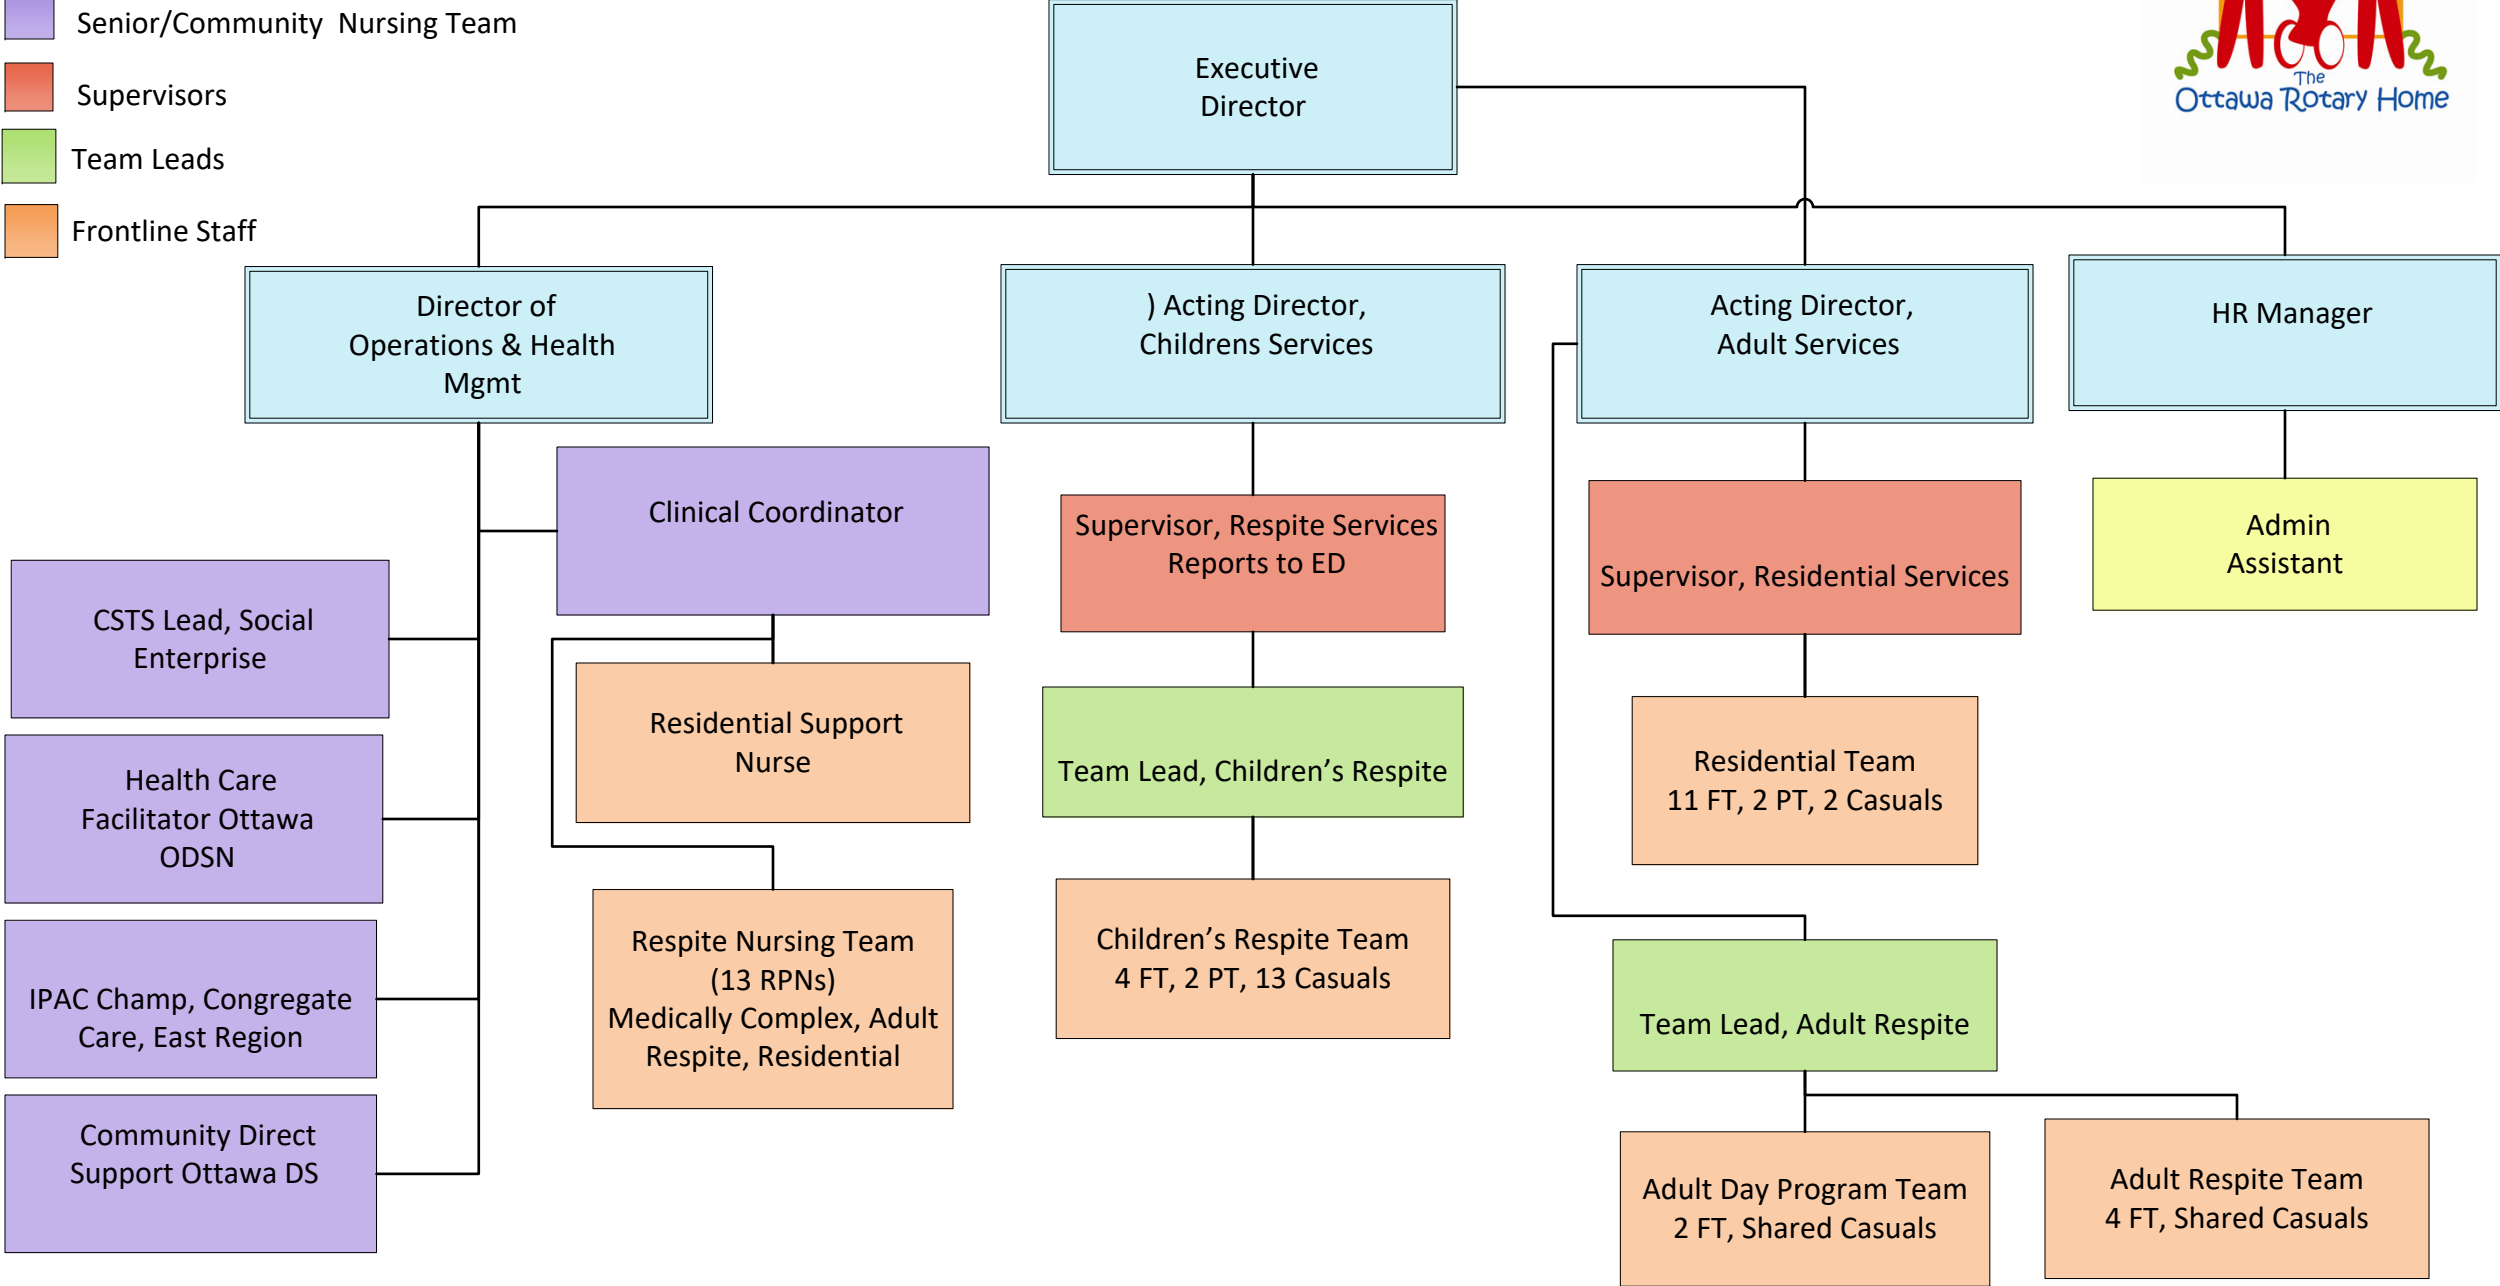 Senior/Community  Nursing Team
Supervisors
Team Leads
Frontline Staff
The
Ottawa Rotary Home
Executive
Director
Director of
Operations & Health
Mgmt
) Acting Director,
Childrens Services
Acting Director,
Adult Services
HR Manager
Clinical Coordinator
Supervisor, Respite Services
Reports to ED
Supervisor, Residential Services
Admin
Assistant
CSTS Lead, Social
Enterprise
Residential Support
Nurse
Team Lead, Children’s Respite
Residential Team
11 FT, 2 PT, 2 Casuals
Health Care
Facilitator Ottawa
ODSN
Respite Nursing Team
(13 RPNs)
Medically Complex, Adult
Respite, Residential
Children’s Respite Team
4 FT, 2 PT, 13 Casuals
IPAC Champ, Congregate
Care, East Region
Team Lead, Adult Respite
Community Direct
Support Ottawa DS
Adult Day Program Team
2 FT, Shared Casuals
Adult Respite Team
4 FT, Shared Casuals